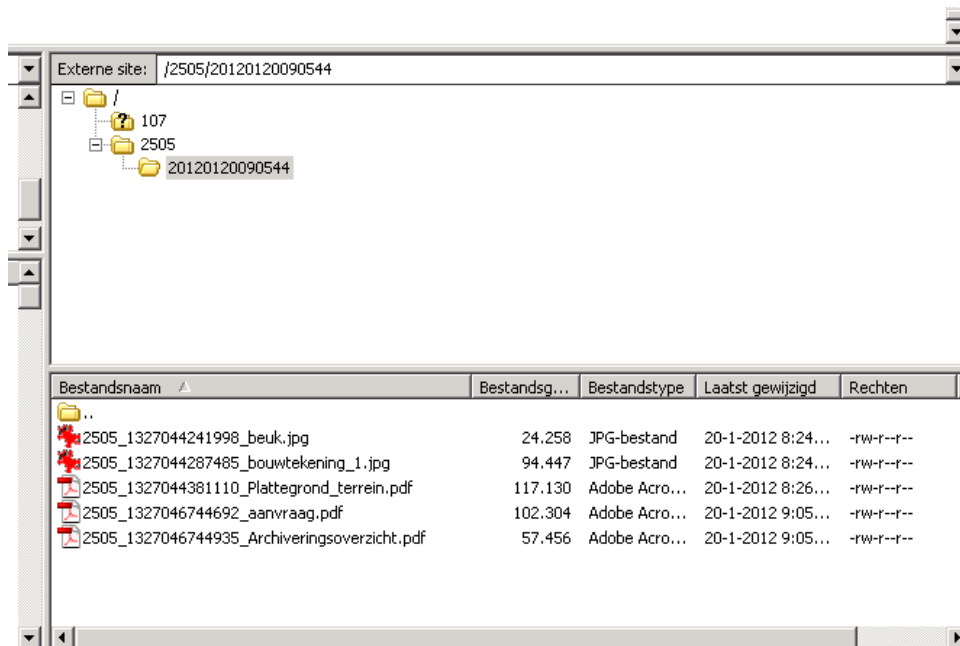 Externe site: /2505/20120120090544
/
107
2505
20120120090544
Bestandsnaam Bestandsg... Bestandstype Laatst gewijzigd Rechten
..
2505_1327044241998_beuk.jpg 24.258 JPG-bestand 20-1-2012 8:24... -rw-r--r--
2505_1327044287485_bouwtekening_1.jpg 94.447 JPG-bestand 20-1-2012 8:24... -rw-r--r--
2505_1327044381110_Plattegrond_terrein.pdf 117.130 Adobe Acro... 20-1-2012 8:26... -rw-r--r--
2505_1327046744692_aanvraag.pdf 102.304 Adobe Acro... 20-1-2012 9:05... -rw-r--r--
2505_1327046744935_Archiveringsoverzicht.pdf 57.456 Adobe Acro... 20-1-2012 9:05... -rw-r--r--